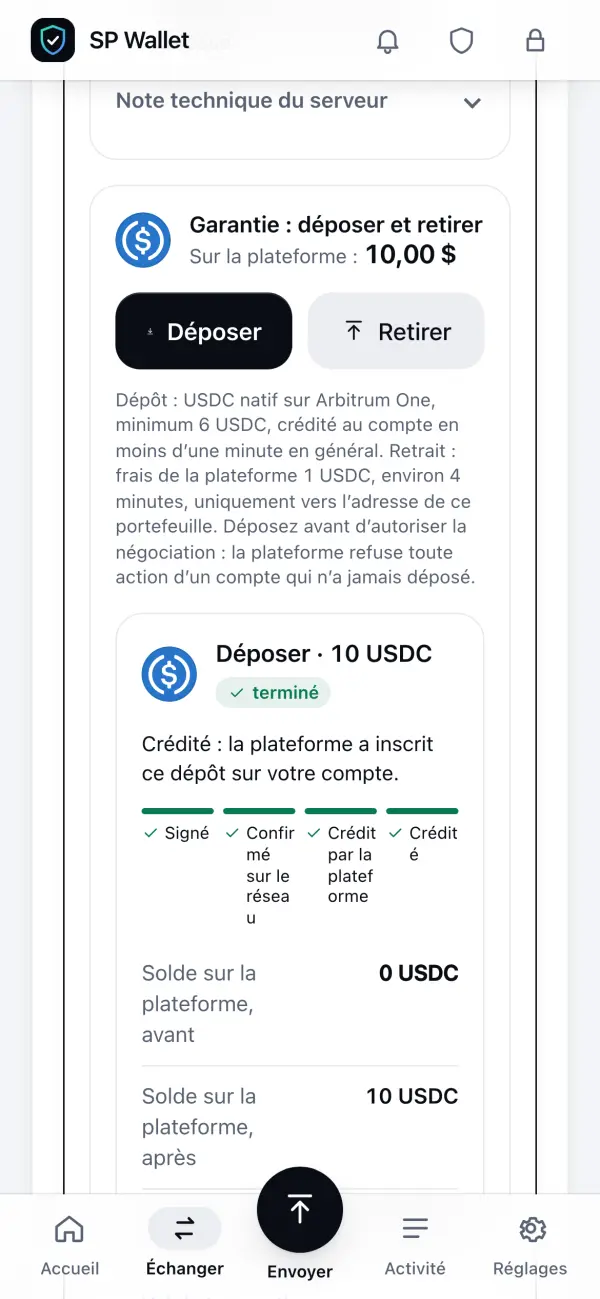 SP Wallet
Note technique du serveur
Garantie : déposer et retirer
Sur la plateforme : 10,00 $
Déposer
Retirer
Dépôt : USDC natif sur Arbitrum One,
minimum 6 USDC, crédité au compte en
moins d’une minute en général. Retrait :
frais de la plateforme 1 USDC, environ 4
minutes, uniquement vers l’adresse de ce
portefeuille. Déposez avant d’autoriser la
négociation : la plateforme refuse toute
action d’un compte qui n’a jamais déposé.
Déposer · 10 USDC
terminé
Crédité : la plateforme a inscrit
ce dépôt sur votre compte.
Signé
Confir
mé
sur le
résea
u
Crédit
par la
platef
orme
Crédit
é
Solde sur la
plateforme,
avant
0 USDC
Solde sur la
plateforme,
après
10 USDC
Accueil
Échanger
Envoyer
Activité
Réglages